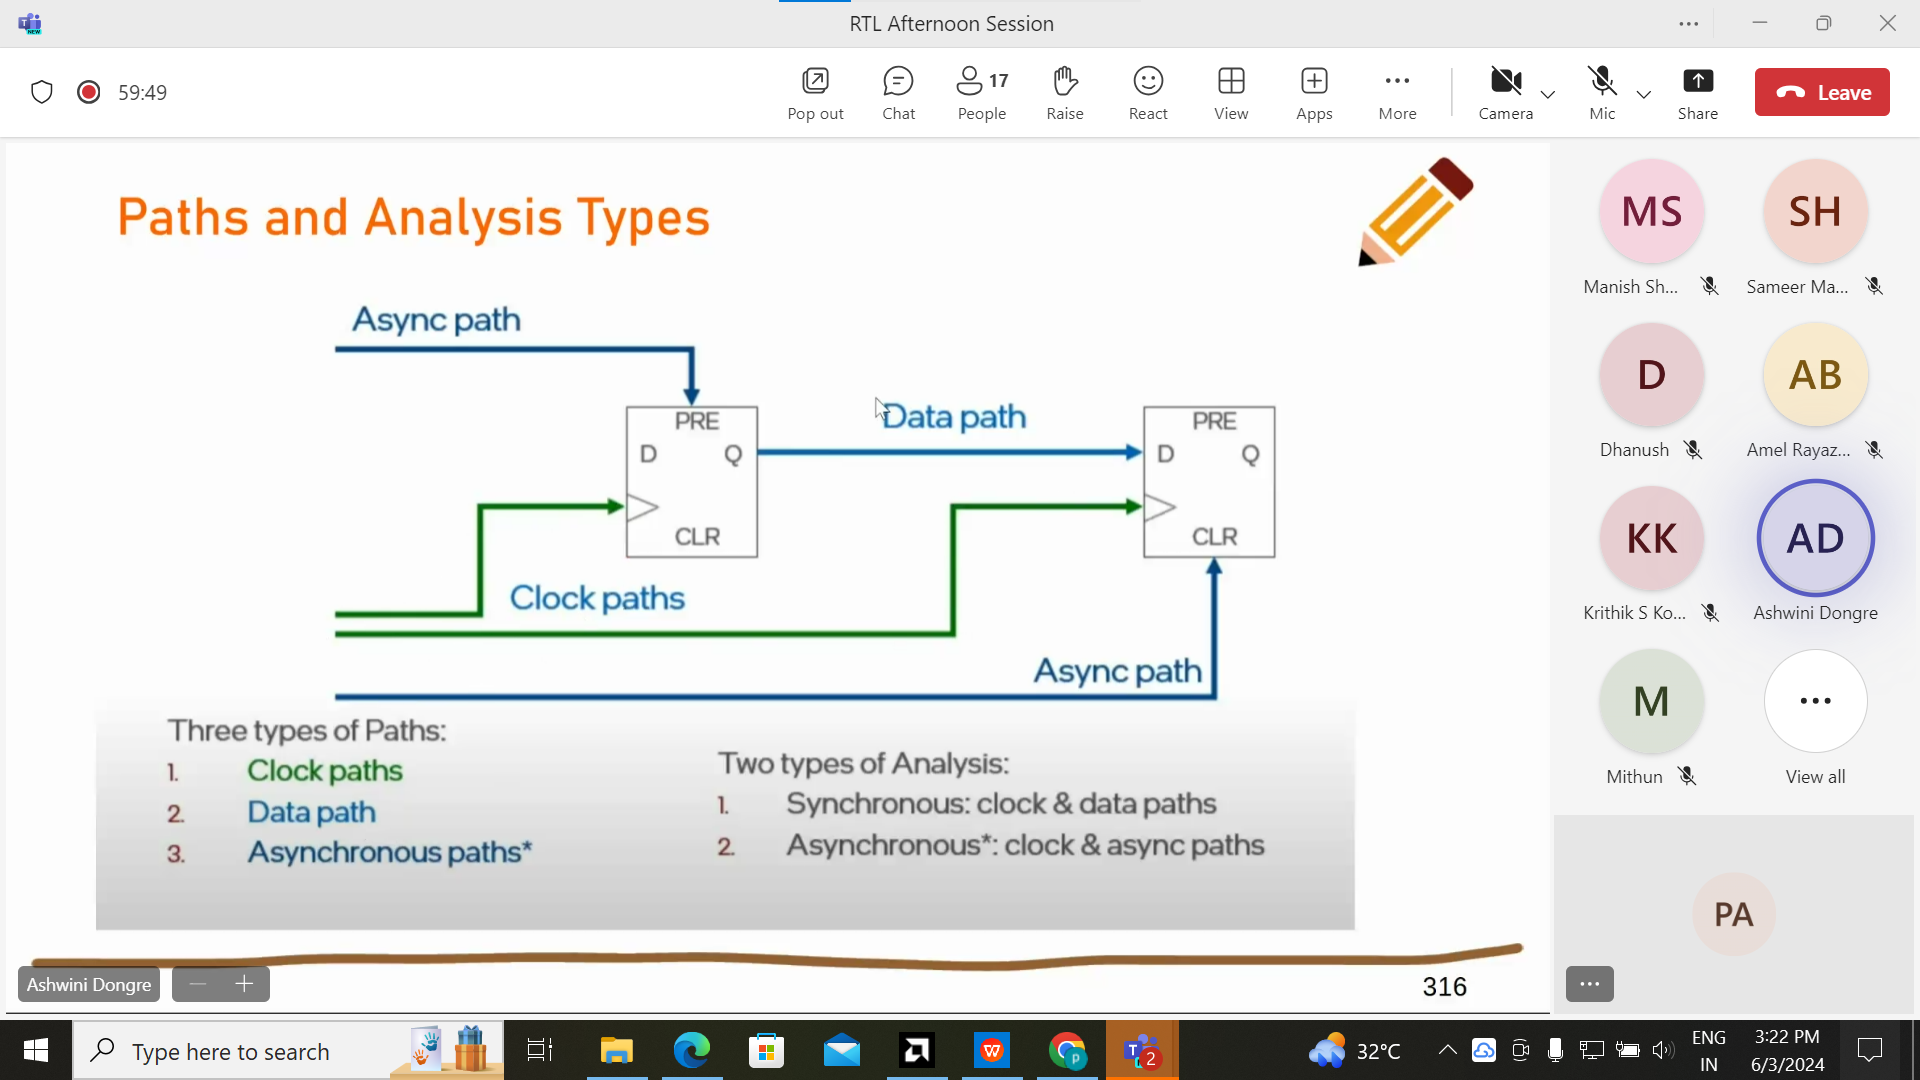 RTL Afternoon Session
NEW
59:49
Pop out
Chat
17
People
Raise
React
View
Apps
More
Camera
Mic
Share
Leave
Paths and Analysis Types
Async path
Data path
PRE
D Q
CLR
PRE
D Q
CLR
Clock paths
Async path
Three types of Paths:
1. Clock paths
2. Data path
3. Asynchronous paths*
Two types of Analysis:
1. Synchronous: clock & data paths
2. Asynchronous*: clock & async paths
316
Ashwini Dongre
MS
Manish Sh...
SH
Sameer Ma...
D
Dhanush
AB
Amel Rayaz...
KK
Krithik S Ko...
AD
Ashwini Dongre
M
Mithun
View all
PA
Type here to search
W
p
T
2
32°C
ENG
IN
3:22 PM
6/3/2024